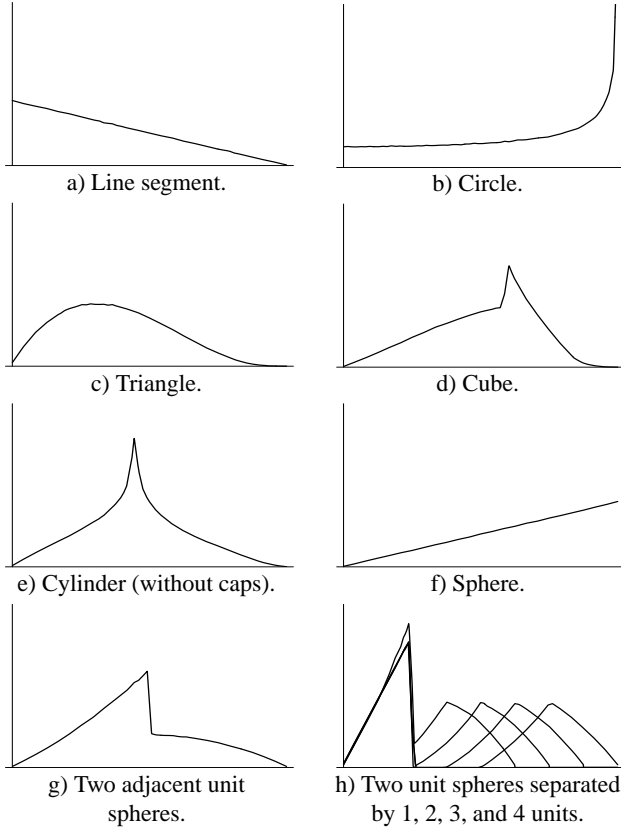 a) Line segment.
b) Circle.
c) Triangle.
d) Cube.
e) Cylinder (without caps).
f) Sphere.
g) Two adjacent unit
spheres.
h) Two unit spheres separated
by 1, 2, 3, and 4 units.